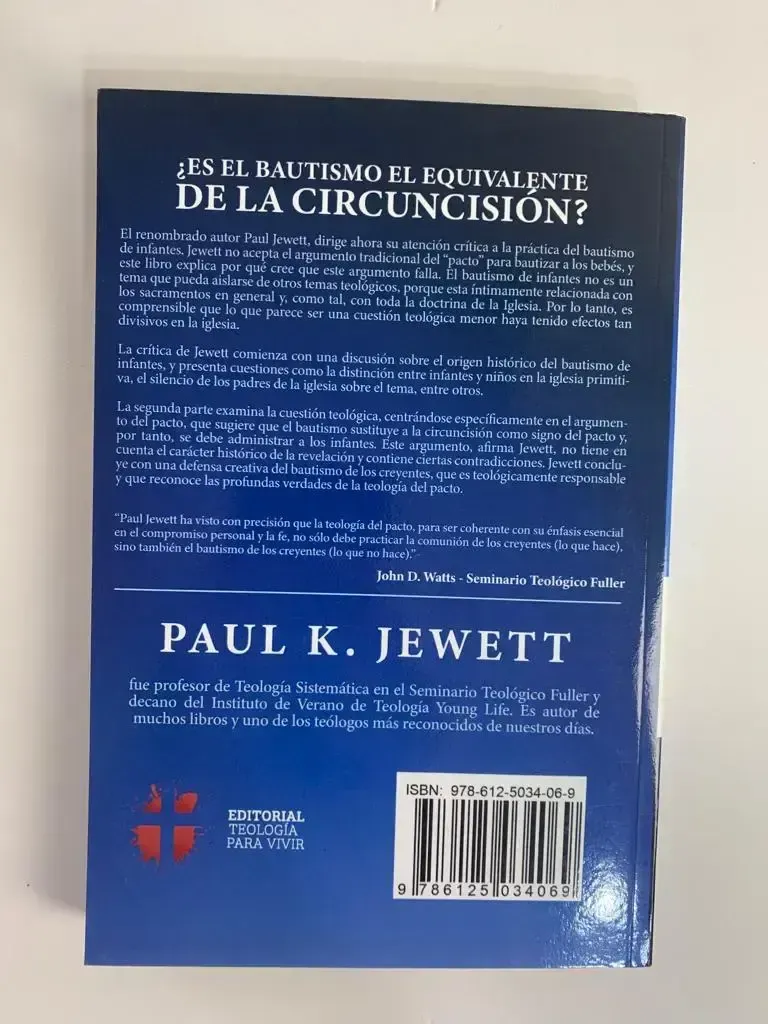 ¿ES EL BAUTISMO EL EQUIVALENTE
DE LA CIRCUNCISIÓN?
El renombrado autor Paul Jewett, dirige ahora su atención crítica a la práctica del bautismo
de infantes. Jewett no acepta el argumento tradicional del “pacto” para bautizar a los bebés, y
este libro explica por qué cree que este argumento falla. El bautismo de infantes no es un
tema que pueda aislarse de otros temas teológicos, porque esta íntimamente relacionada con
los sacramentos en general y, como tal, con toda la doctrina de la Iglesia. Por lo tanto, es
comprensible que lo que parece ser una cuestión teológica menor haya tenido efectos tan
divisivos en la iglesia.
La crítica de Jewett comienza con una discusión sobre el origen histórico del bautismo de
infantes, y presenta cuestiones como la distinción entre infantes y niños en la iglesia primiti-
va, el silencio de los padres de la iglesia sobre el tema, entre otros.
La segunda parte examina la cuestión teológica, centrándose específicamente en el argumen-
to del pacto, que sugiere que el bautismo sustituye a la circuncisión como signo del pacto y,
por tanto, se debe administrar a los infantes. Este argumento, afirma Jewett, no tiene en
cuenta el carácter histórico de la revelación y contiene ciertas contradicciones. Jewett conclu-
ye con una defensa creativa del bautismo de los creyentes, que es teológicamente responsable
y que reconoce las profundas verdades de la teología del pacto.
“Paul Jewett ha visto con precisión que la teología del pacto, para ser coherente con su énfasis esencial
en el compromiso personal y la fe, no sólo debe practicar la comunión de los creyentes (lo que hace),
sino también el bautismo de los creyentes (lo que no hace).”
John D. Watts - Seminario Teológico Fuller
PAUL K. JEWETT
fue profesor de Teología Sistemática en el Seminario Teológico Fuller y
decano del Instituto de Verano de Teología Young Life. Es autor de
muchos libros y uno de los teólogos más reconocidos de nuestros días.
EDITORIAL
TEOLOGÍA
PARA VIVIR
ISBN: 978-612-5034-06-9
9 786125 034069